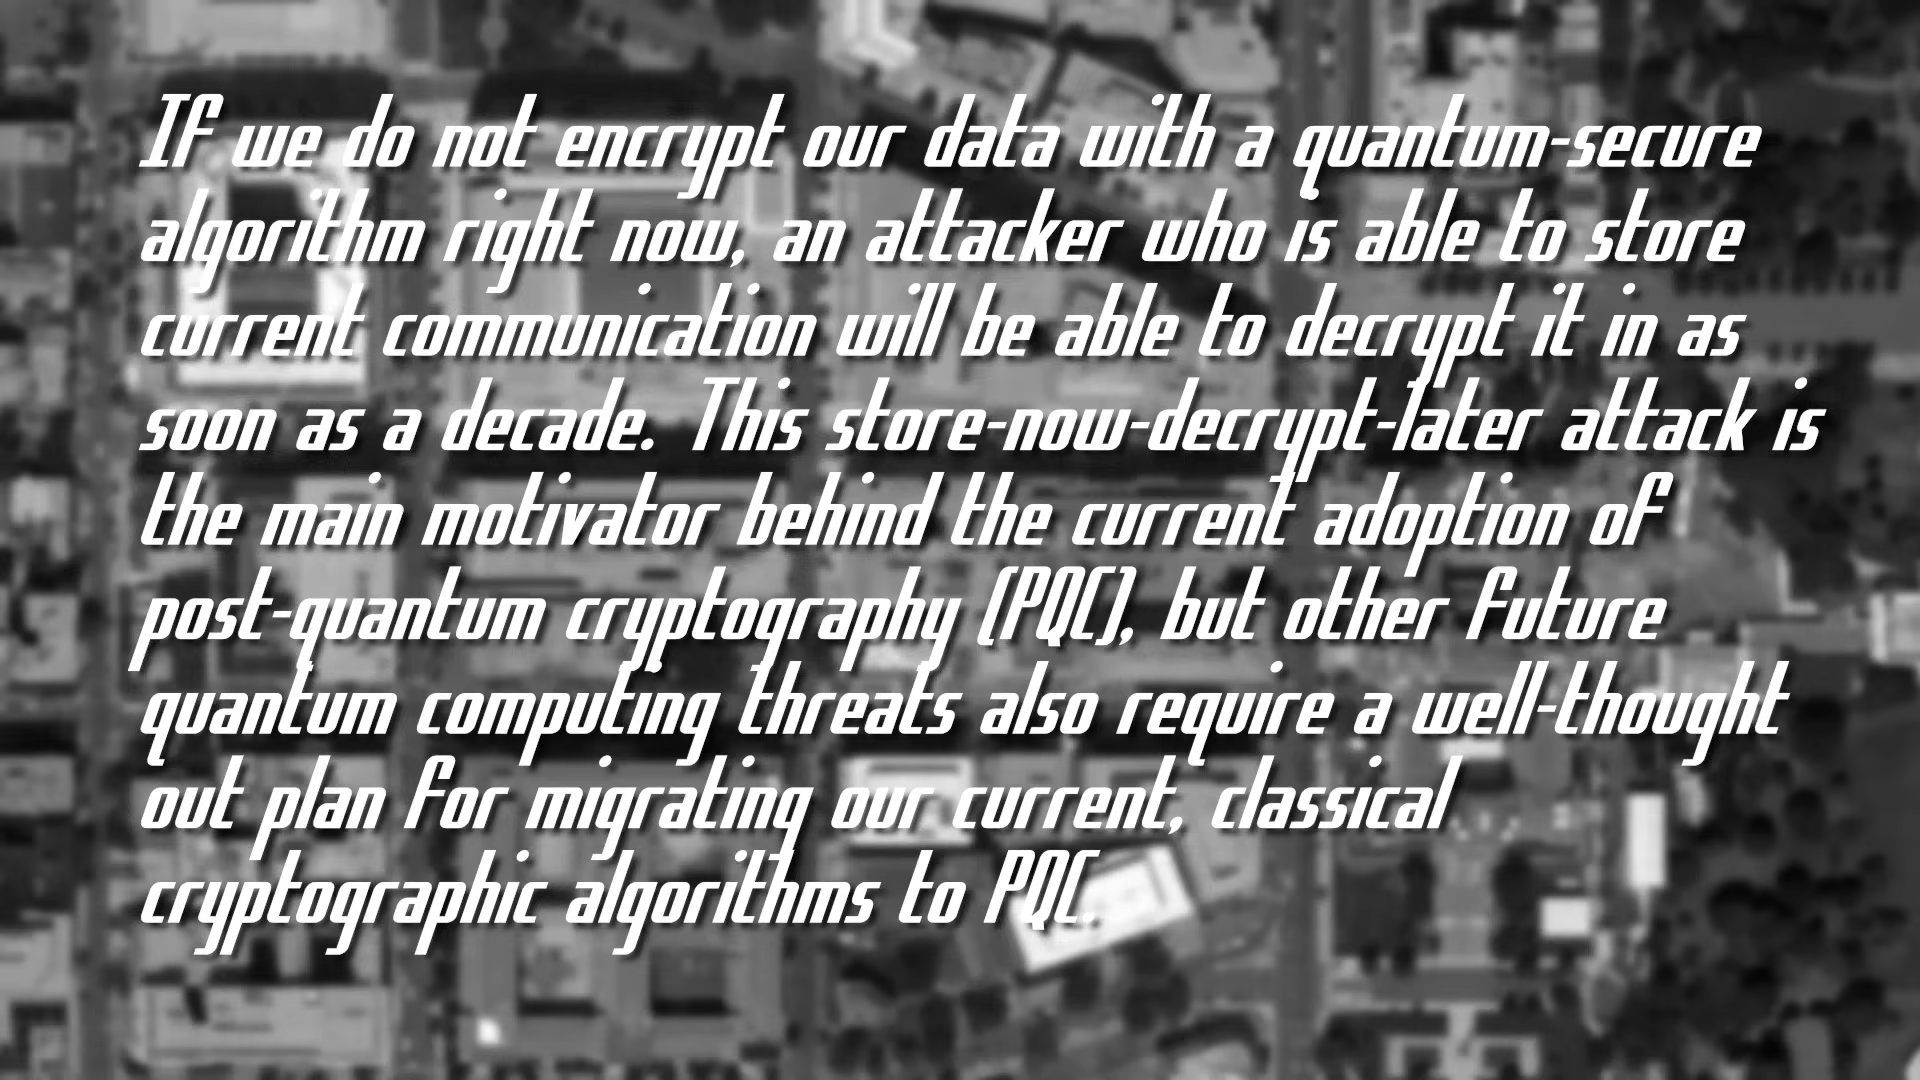 If we do not encrypt our data with a quantum-secure
algorithm right now, an attacker who is able to store
current communication will be able to decrypt it in as
soon as a decade. This store-now-decrypt-later attack is
the main motivator behind the current adoption of
post-quantum cryptography (PQC), but other future
quantum computing threats also require a well-thought
out plan for migrating our current, classical
cryptographic algorithms to PQC.